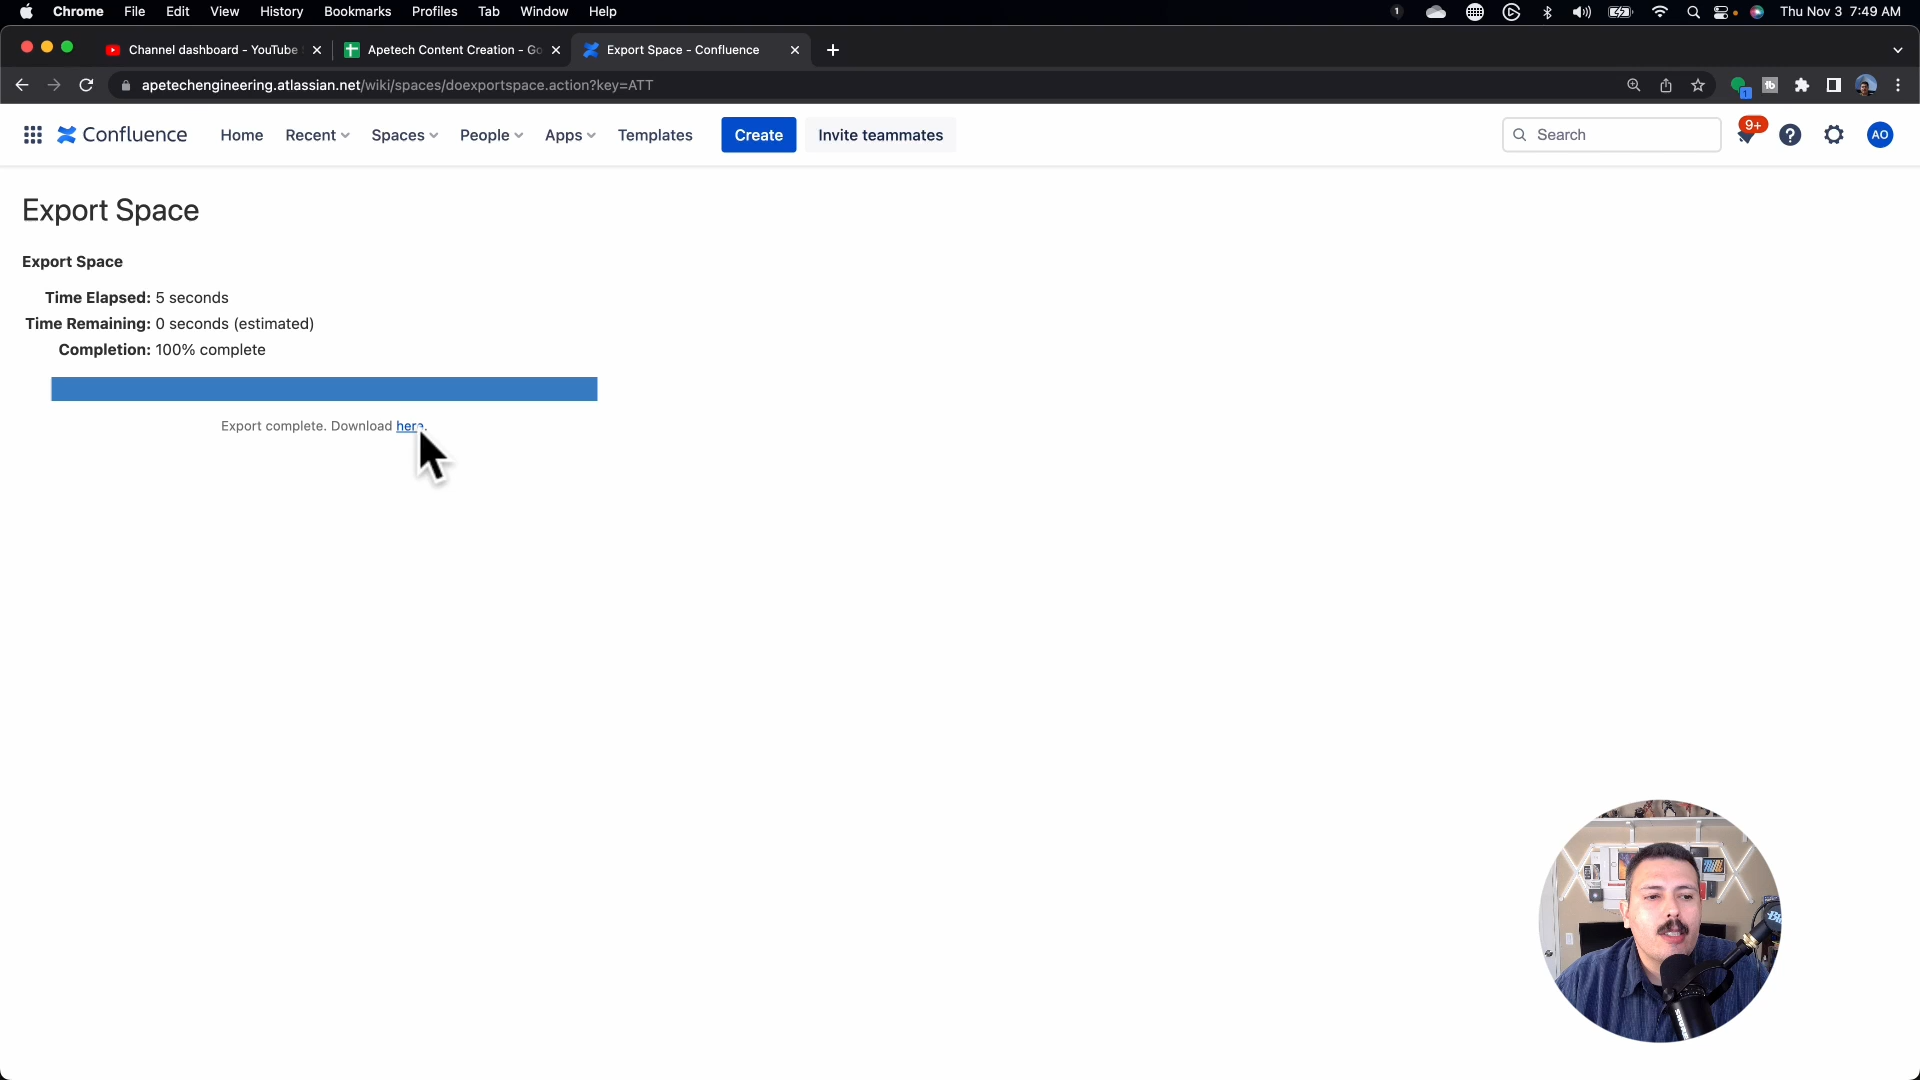 Chrome File Edit View History Bookmarks Profiles Tab Window Help 1 Thu Nov 3 7:49 AM
Channel dashboard - YouTube Apetech Content Creation - Go Export Space - Confluence
apetechengineering.atlassian.net/wiki/spaces/doexportspace.action?key=ATT 1 tb
Confluence Home Recent Spaces People Apps Templates Create Invite teammates Search 9+ ? AO
Export Space
Export Space
Time Elapsed: 5 seconds
Time Remaining: 0 seconds (estimated)
Completion: 100% complete
Export complete. Download here.